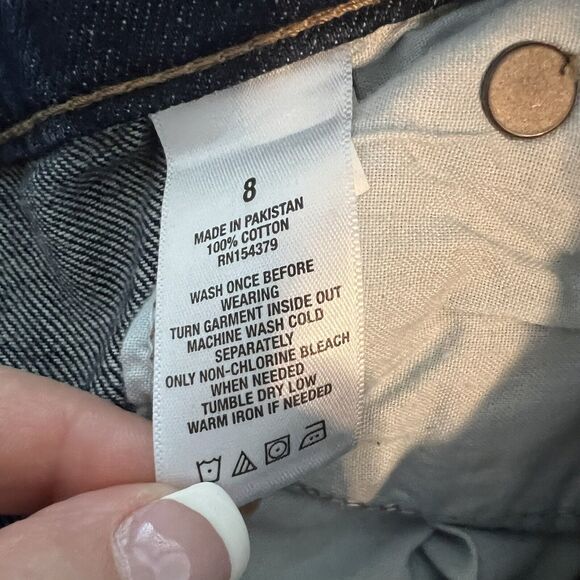 8
MADE IN PAKISTAN
100% COTTON
RN154379
WASH ONCE BEFORE
WEARING
TURN GARMENT INSIDE OUT
MACHINE WASH COLD
SEPARATELY
ONLY NON-CHLORINE BLEACH
WHEN NEEDED
TUMBLE DRY LOW
WARM IRON IF NEEDED